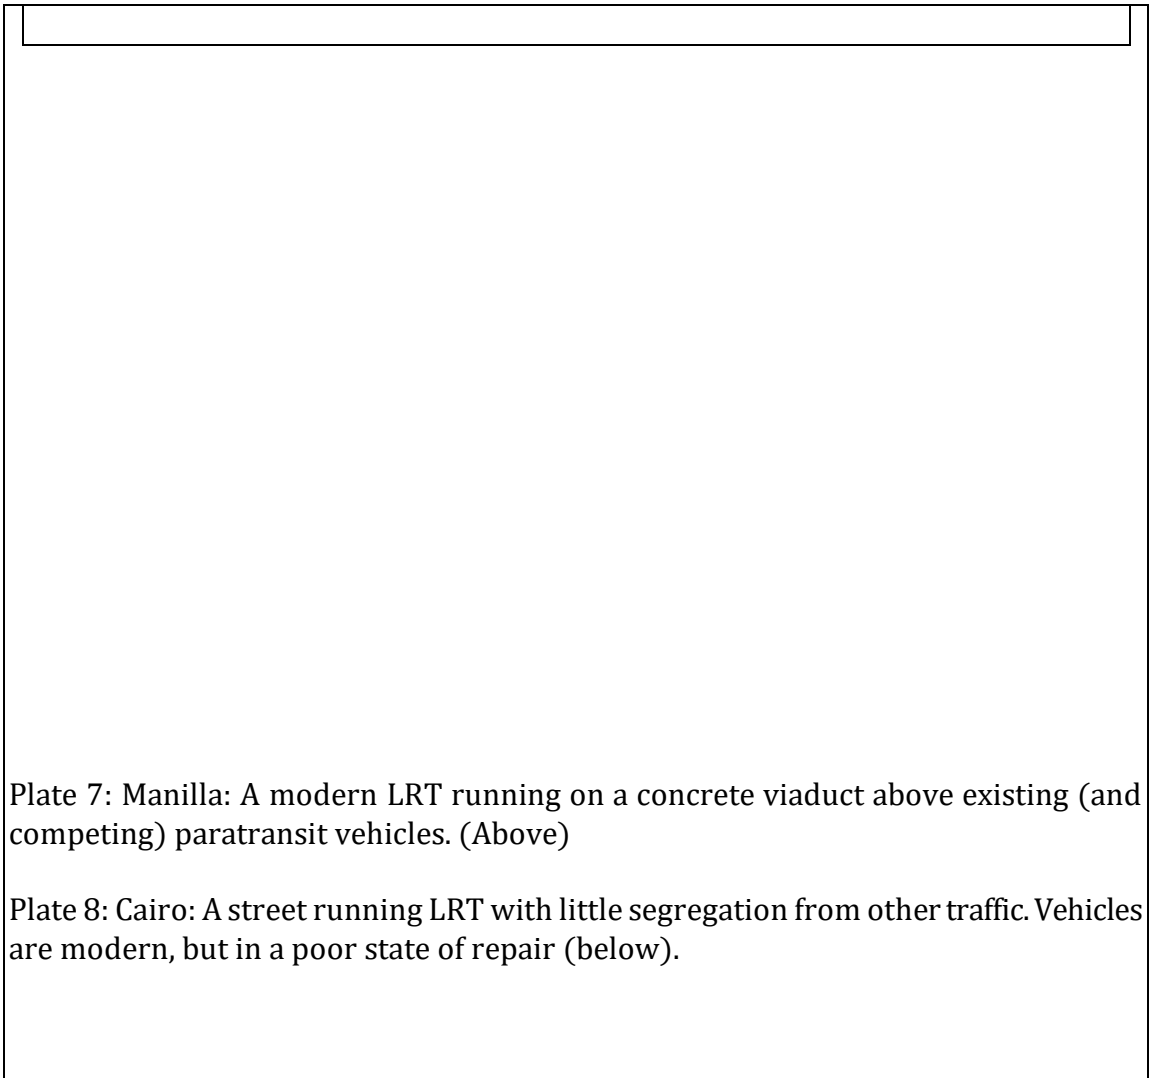 Plate 7: Manilla: A modern LRT running on a concrete viaduct above existing (and
competing) paratransit vehicles. (Above)
Plate 8: Cairo: A street running LRT with little segregation from other traffic. Vehicles
are modern, but in a poor state of repair (below).